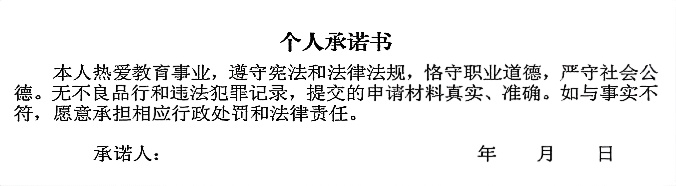 个人承诺书
本人热爱教育事业，遵守宪法和法律法规，恪守职业道德，严守社会公
德。无不良品行和违法犯罪记录，提交的申请材料真实、准确。如与事实不
符，愿意承担相应行政处罚和法律责任。
承诺人：　　　　　　　　　　　　　　年　　月　　日